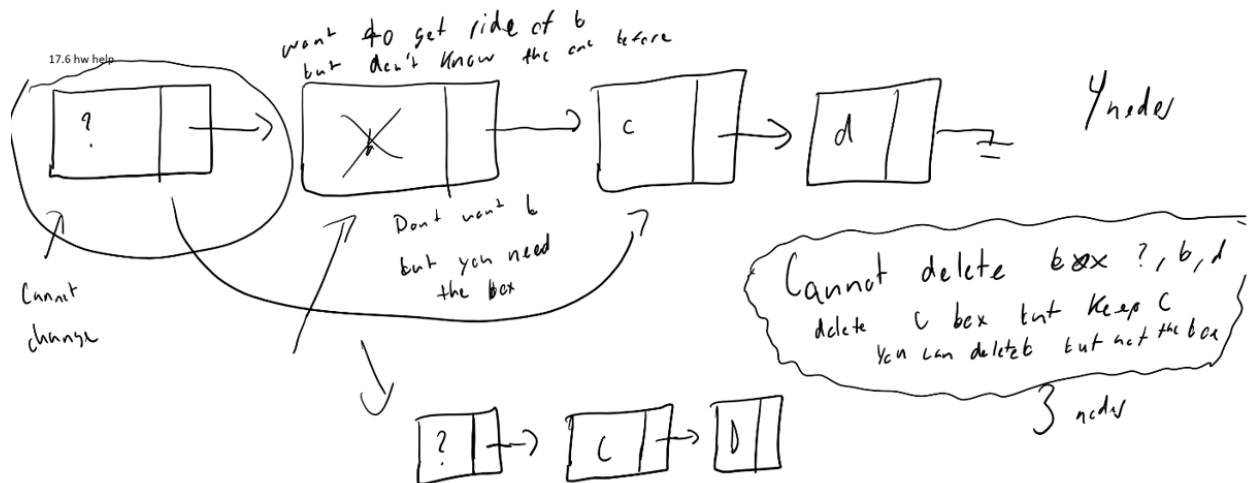 17.6 hw help
want to get ride of b
but don't know the one before
?
b
c
d
4 nodes
Cannot
change
Dont want b
but you need
the box
Cannot delete box ?, b, d
delete c box but keep C
You can delete b but not the box
3 nodes
?
C
D